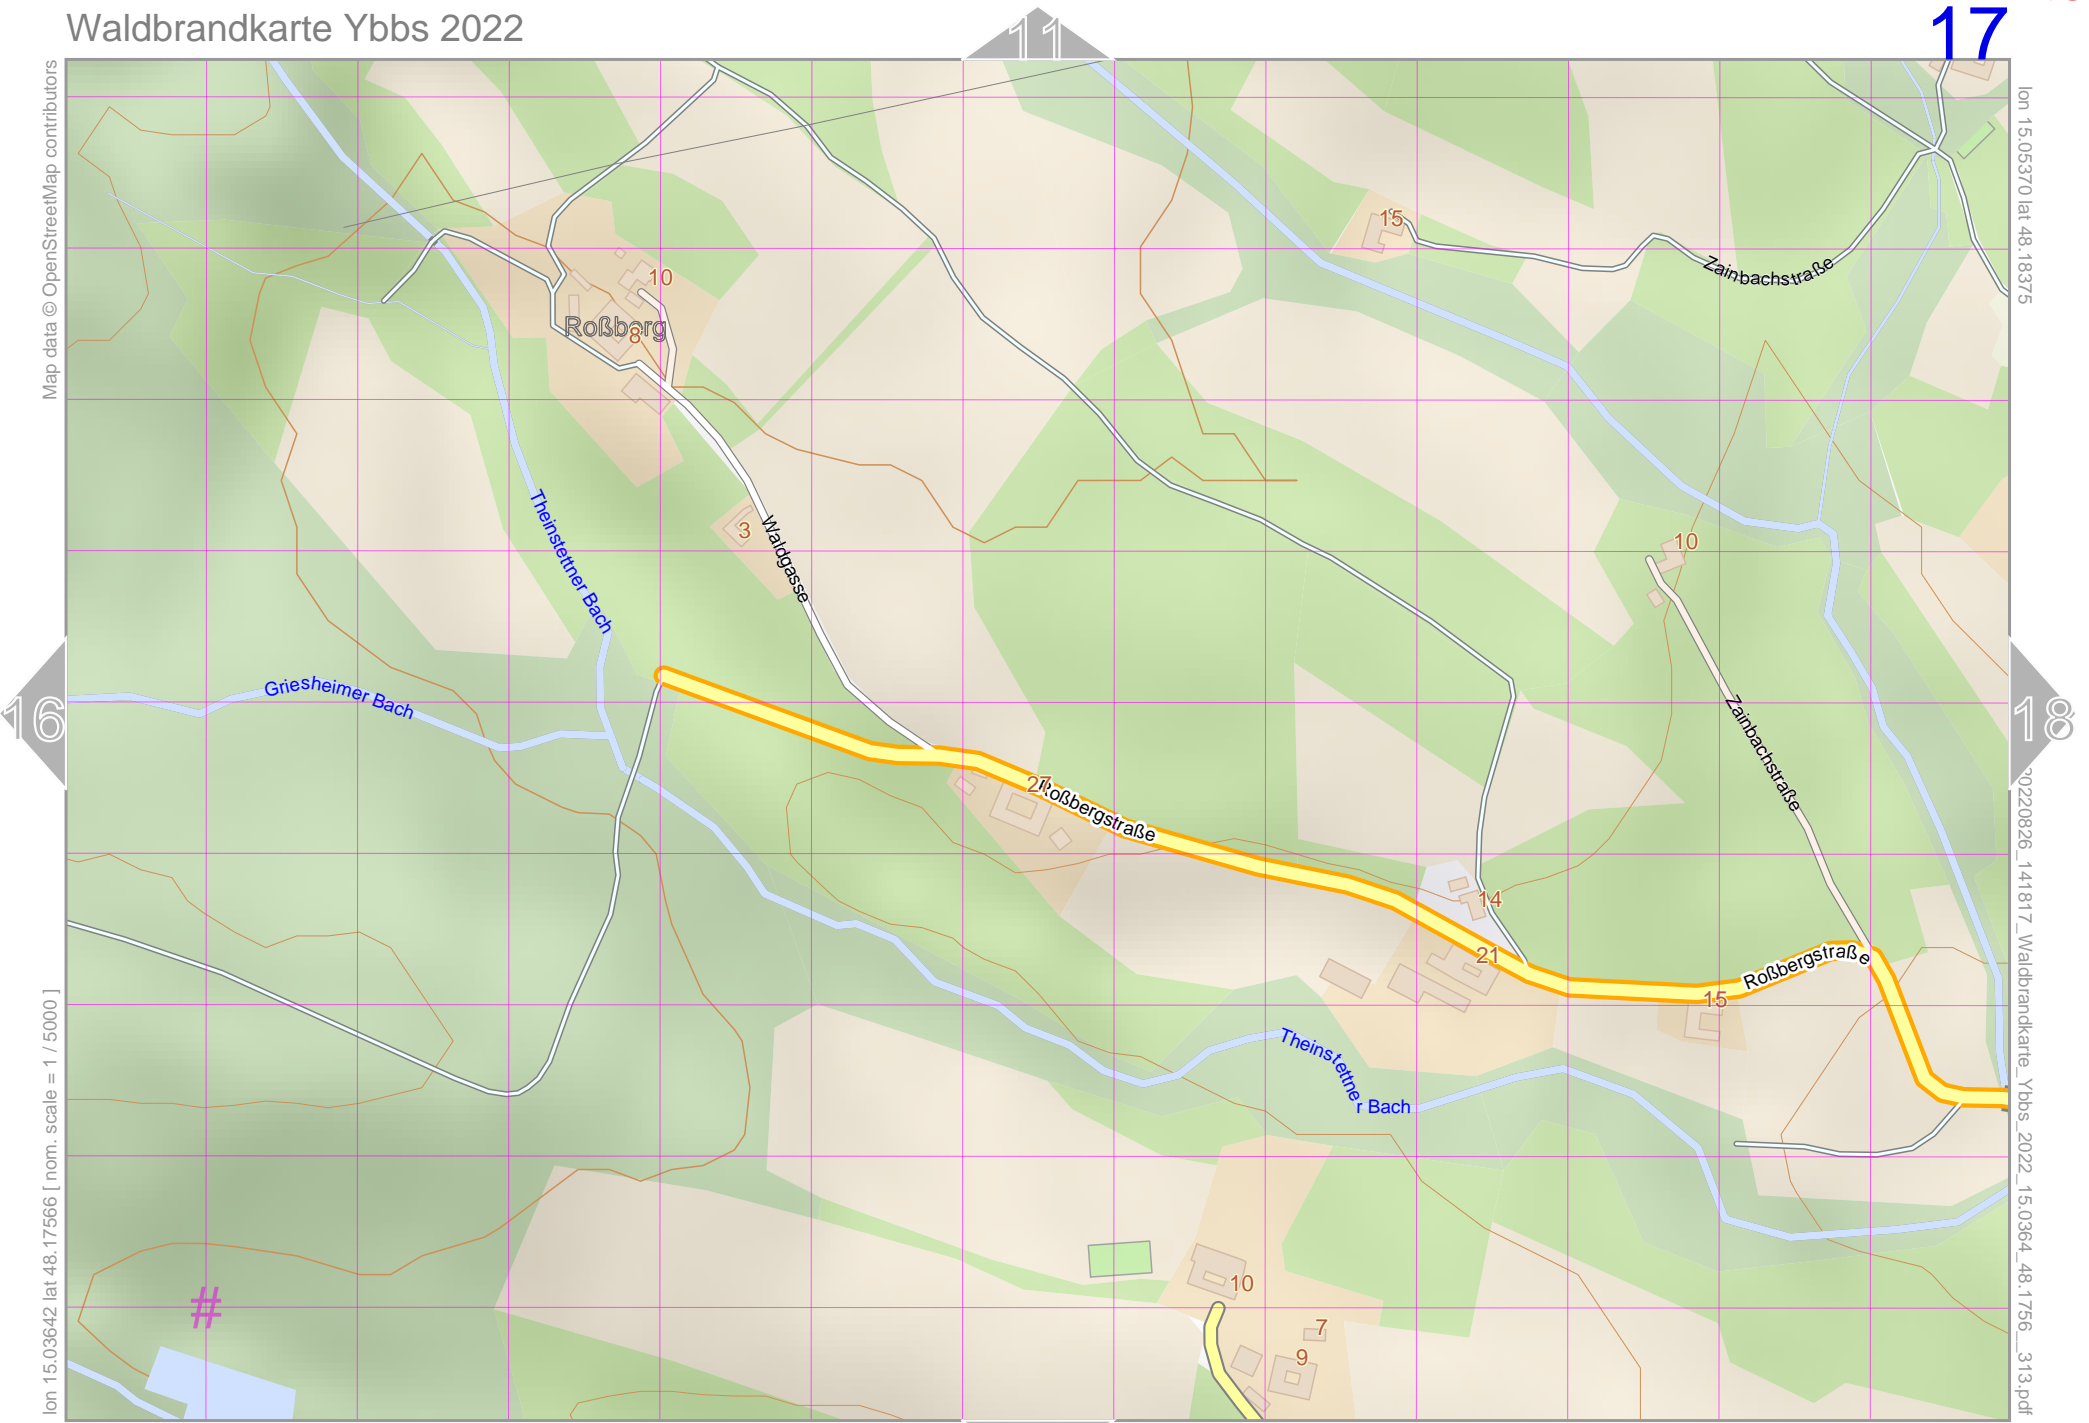 Waldbrandkarte Ybbs 2022
11
17
Map data © OpenStreetMap contributors
lon 15.05370 lat 48.18375
15
Zainbachstraße
10
Roßberg
8
3
Waldgasse
Theinstettner Bach
10
Griesheimer Bach
16
18
Zainbachstraße
27
Roßbergstraße
14
21
Roßbergstraße
15
Theinstettner Bach
10
7
9
#
lon 15.03642 lat 48.17566 [ nom. scale = 1 / 5000 ]
20220826_141817_Waldbrandkarte_Ybbs_2022_15.0364_48.1756__313.pdf